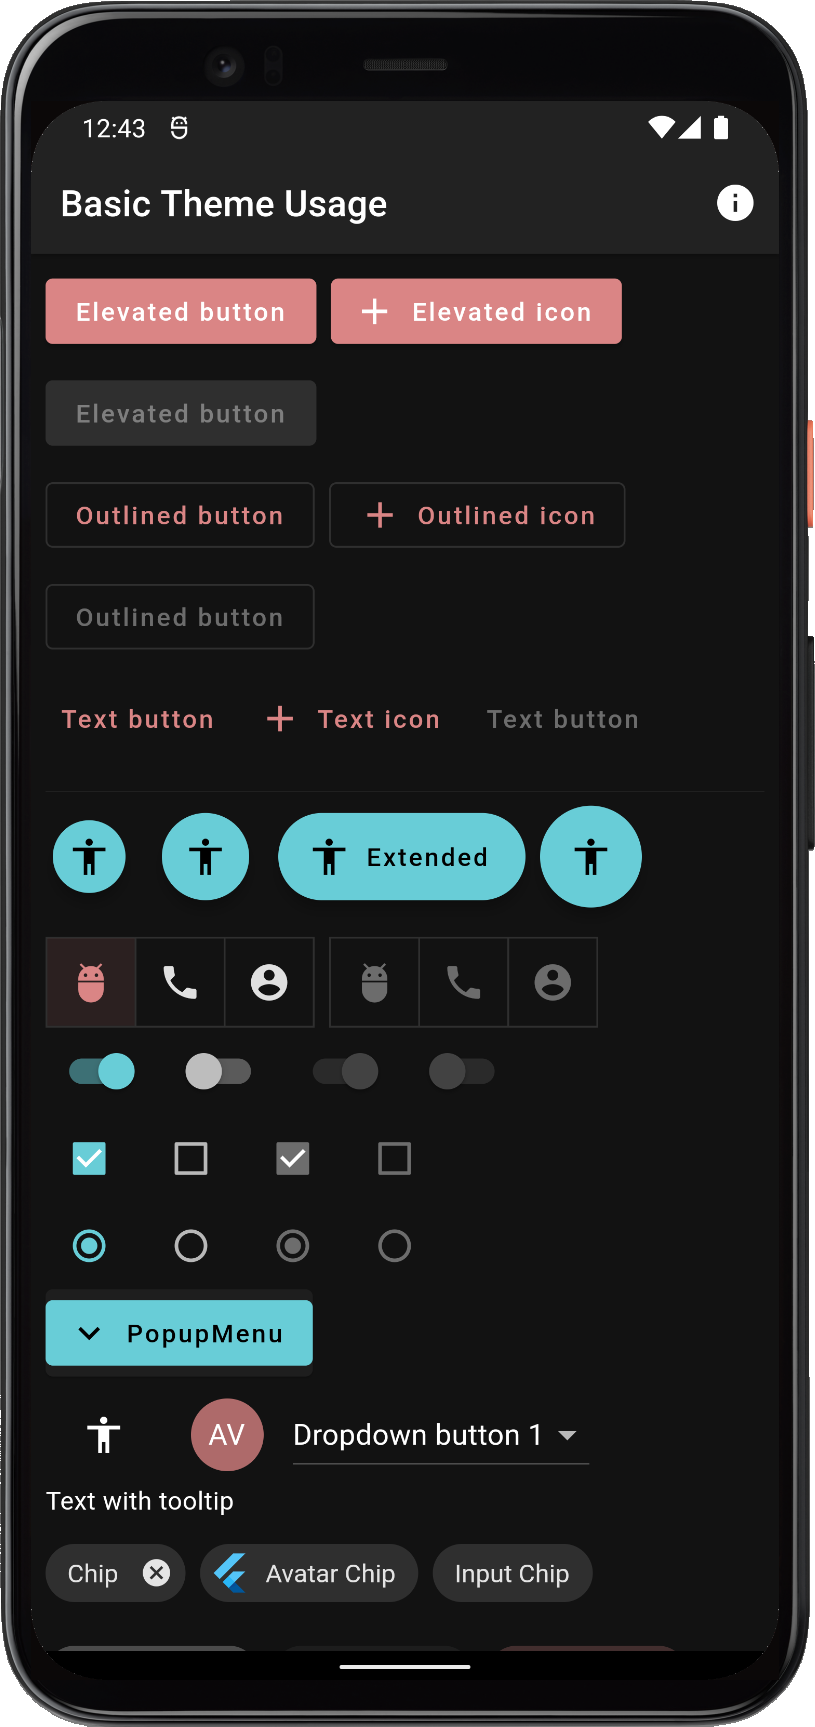 12:43
Basic Theme Usage
Elevated button
Elevated icon
Elevated button
Outlined button
Outlined icon
Outlined button
Text button
Text icon
Text button
Extended
PopupMenu
AV
Dropdown button 1
Text with tooltip
Chip
Avatar Chip
Input Chip